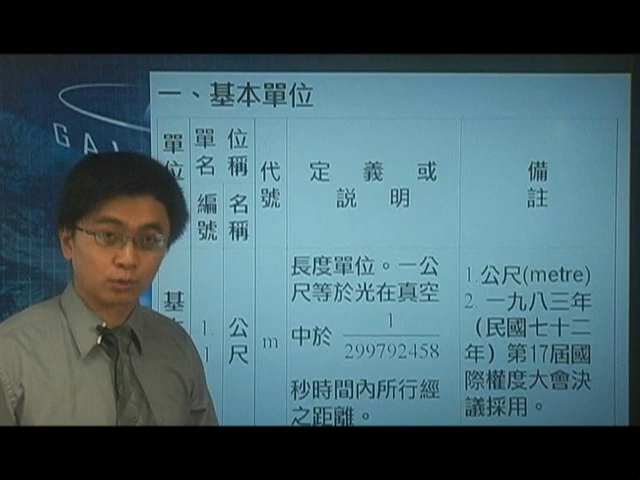 一、基本單位
GAL
單位
單位
名稱
編號
名稱
代號
定義或
說明
備
註
基
1.
1
公尺
m
長度單位。一公
尺等於光在真空
中於 1
299792458
秒時間內所行經
之距離。
1.公尺(metre)
2.一九八三年
（民國七十二
年）第17屆國
際權度大會決
議採用。